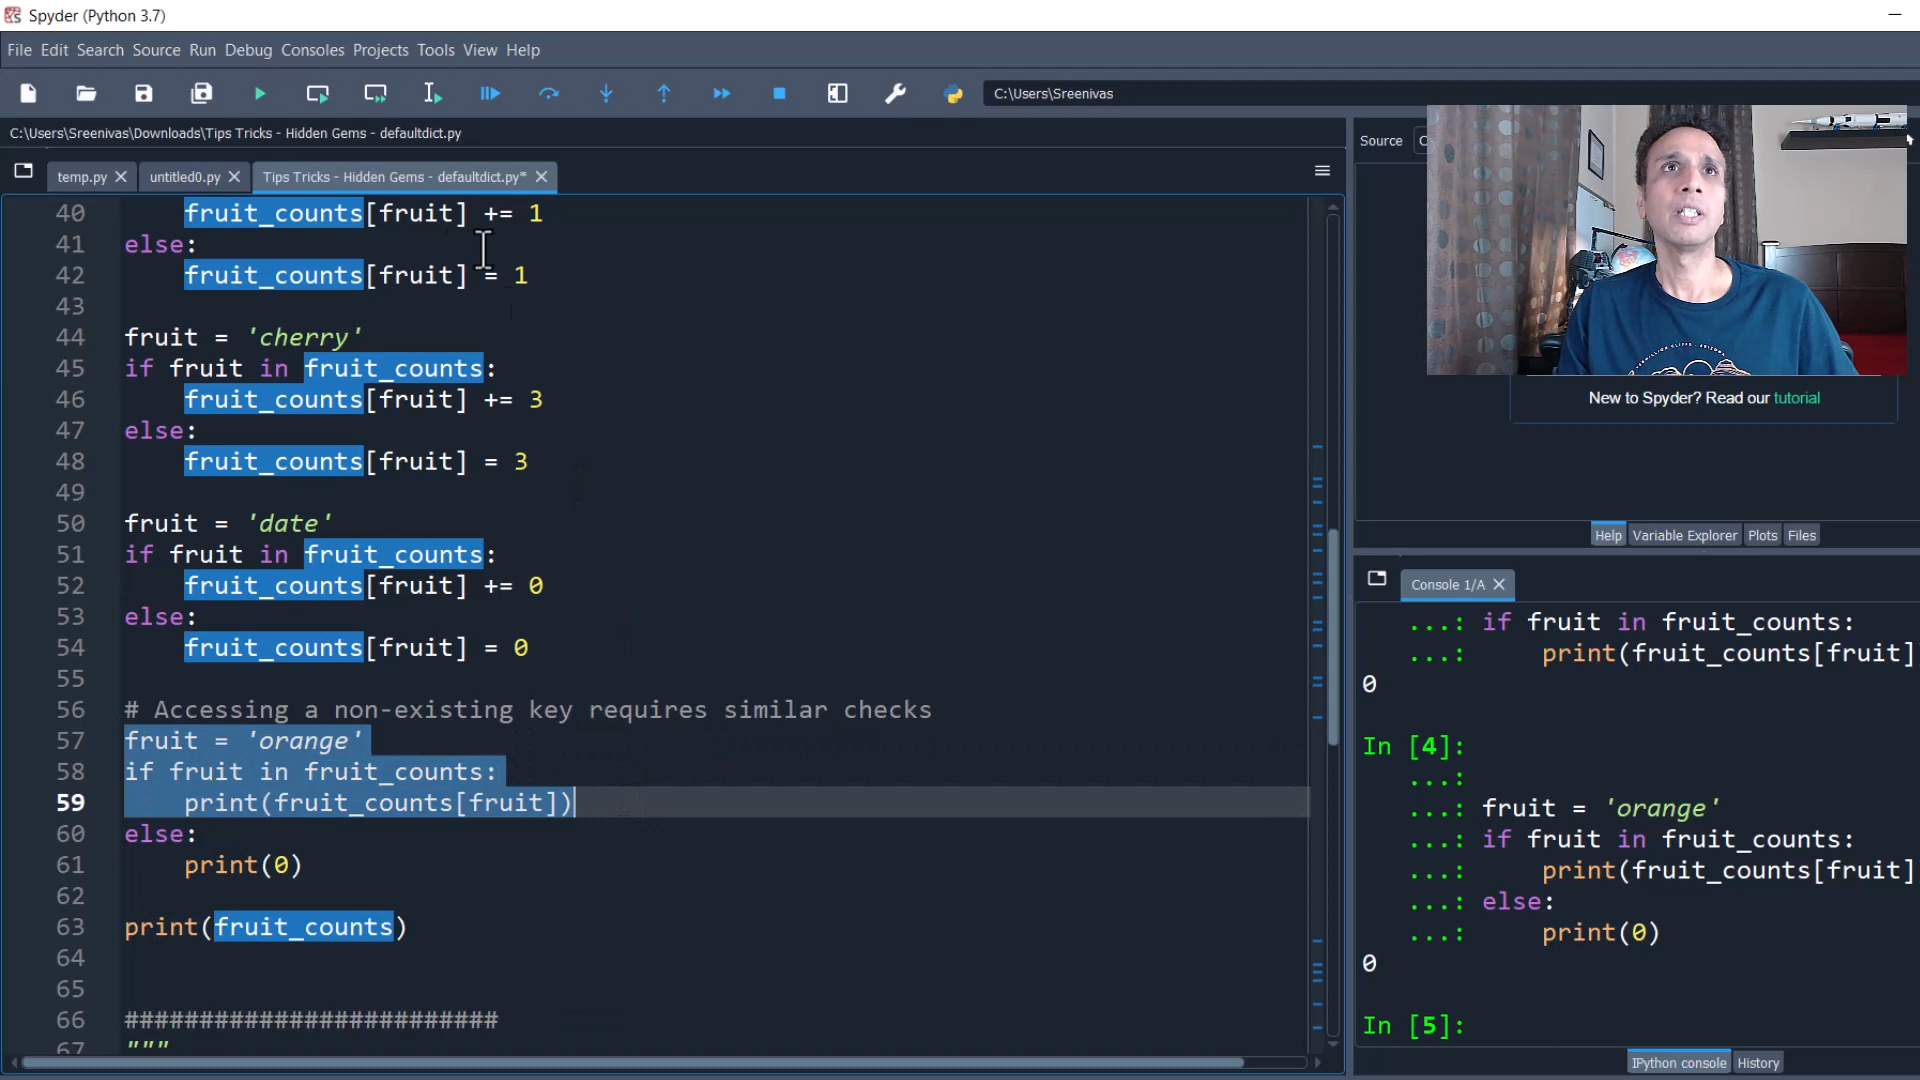 Spyder (Python 3.7)
File Edit Search Source Run Debug Consoles Projects Tools View Help
C:\Users\Sreenivas
C:\Users\Sreenivas\Downloads\Tips Tricks - Hidden Gems - defaultdict.py
temp.py
untitled0.py
Tips Tricks - Hidden Gems - defaultdict.py*
40 fruit_counts[fruit] += 1
41 else:
42 fruit_counts[fruit] = 1
43
44 fruit = 'cherry'
45 if fruit in fruit_counts:
46 fruit_counts[fruit] += 3
47 else:
48 fruit_counts[fruit] = 3
49
50 fruit = 'date'
51 if fruit in fruit_counts:
52 fruit_counts[fruit] += 0
53 else:
54 fruit_counts[fruit] = 0
55
56 # Accessing a non-existing key requires similar checks
57 fruit = 'orange'
58 if fruit in fruit_counts:
59 print(fruit_counts[fruit])
60 else:
61 print(0)
62
63 print(fruit_counts)
64
65
66 #########################
67 """
Source C
New to Spyder? Read our tutorial
Help Variable Explorer Plots Files
Console 1/A
...: if fruit in fruit_counts:
...: print(fruit_counts[fruit]
0
In [4]:
...:
...: fruit = 'orange'
...: if fruit in fruit_counts:
...: print(fruit_counts[fruit]
...: else:
...: print(0)
0
In [5]:
IPython console History